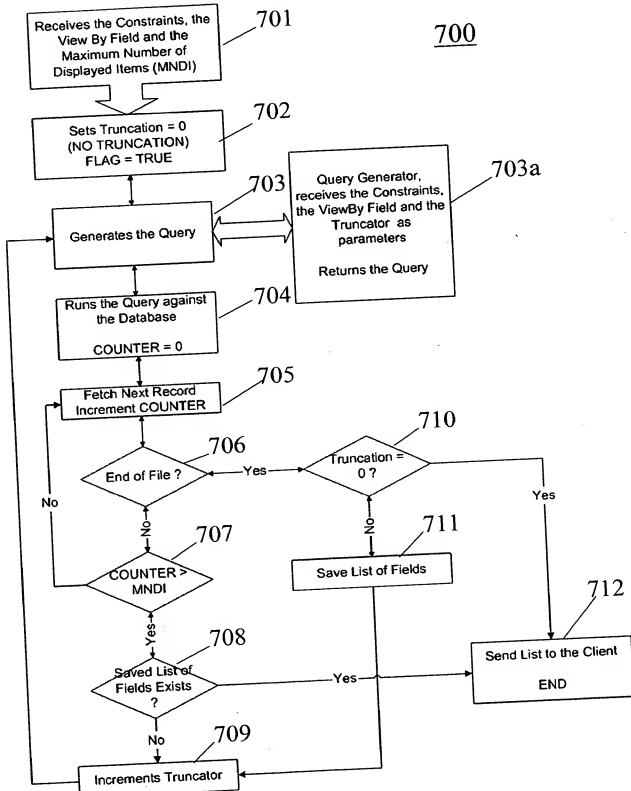 Receives the Constraints, the
View By Field and the
Maximum Number of
Displayed Items (MNDI)
701
700
Sets Truncation = 0
(NO TRUNCATION)
FLAG = TRUE
702
Generates the Query
703
Query Generator,
receives the Constraints,
the ViewBy Field and the
Truncator as
parameters
Returns the Query
703a
Runs the Query against
the Database
COUNTER = 0
704
Fetch Next Record
Increment COUNTER
705
End of File ?
706
Yes
Truncation =
0 ?
710
Yes
No
No
No
COUNTER >
MNDI
707
Save List of Fields
711
Yes
Saved List of
Fields Exists
?
708
Yes
Send List to the Client
END
712
No
Increments Truncator
709